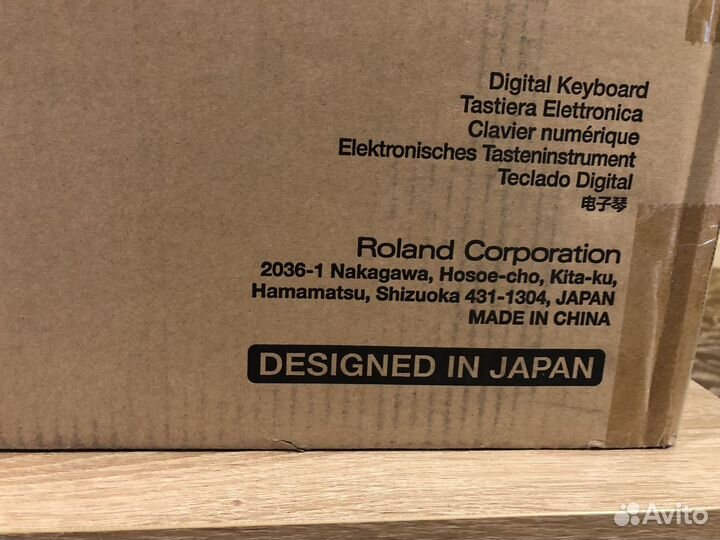 Digital Keyboard
Tastiera Elettronica
Clavier numérique
Elektronisches Tasteninstrument
Teclado Digital
电子琴
Roland Corporation
2036-1 Nakagawa, Hosoe-cho, Kita-ku,
Hamamatsu, Shizuoka 431-1304, JAPAN
MADE IN CHINA
DESIGNED IN JAPAN
Avito